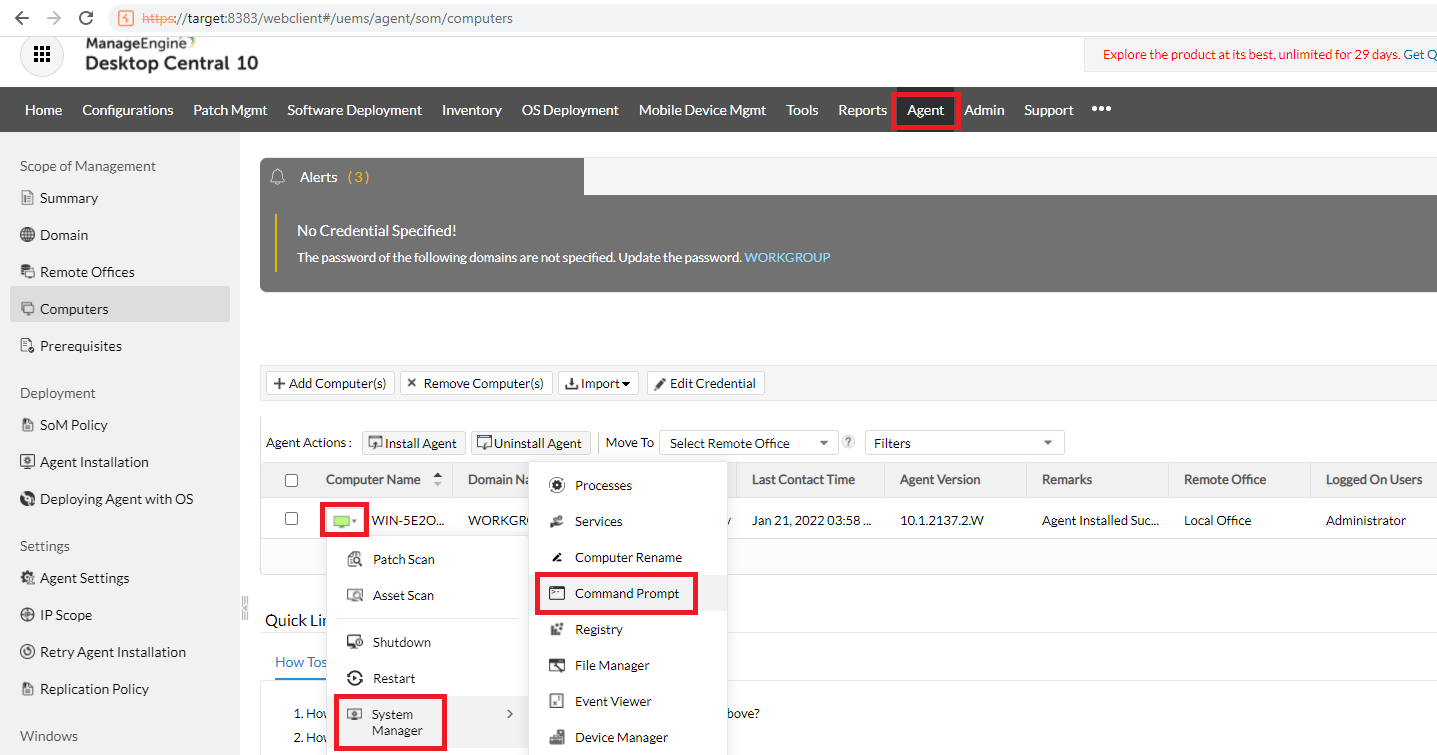 https://target:8383/webclient#/uems/agent/som/computers
ManageEngine
Desktop Central 10
Explore the product at its best, unlimited for 29 days. Get Q
Home Configurations Patch Mgmt Software Deployment Inventory OS Deployment Mobile Device Mgmt Tools Reports Agent Admin Support •••
Scope of Management
Summary
Domain
Remote Offices
Computers
Prerequisites
Deployment
SoM Policy
Agent Installation
Deploying Agent with OS
Settings
Agent Settings
IP Scope
Retry Agent Installation
Replication Policy
Windows
Alerts (3)
No Credential Specified!
The password of the following domains are not specified. Update the password. WORKGROUP
Add Computer(s) Remove Computer(s) Import Edit Credential
Agent Actions : Install Agent Uninstall Agent Move To Select Remote Office ? Filters
Computer Name Domain Na Last Contact Time Agent Version Remarks Remote Office Logged On Users
WIN-5E2O... WORKGR y Jan 21, 2022 03:58 ... 10.1.2137.2.W Agent Installed Suc... Local Office Administrator
Patch Scan
Asset Scan
Shutdown
Restart
System
Manager
Processes
Services
Computer Rename
Command Prompt
Registry
File Manager
Event Viewer
Device Manager
Quick Li
How Tos
1. Ho bove?
2. Ho